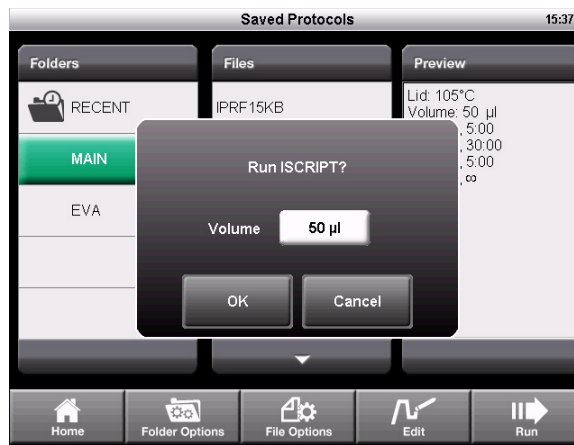 Saved Protocols
15:37
Folders
Files
Preview
RECENT
MAIN
EVA
IPRF15KB
Lid: 105°C
Volume: 50 µl
, 5:00
, 30:00
, 5:00
, ∞
Run ISCRIPT?
Volume
50 µl
OK
Cancel
Home
Folder Options
File Options
Edit
Run